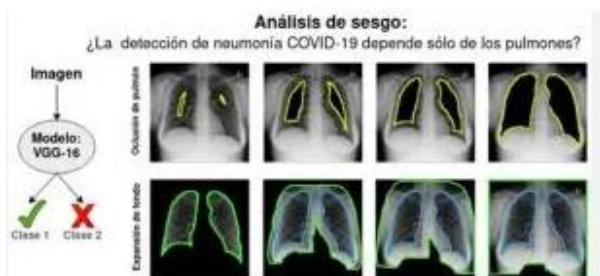 Análisis de sesgo:
¿La detección de neumonía COVID-19 depende sólo de los pulmones?
Imagen
Modelo:
VGG-16
Clase 1
Clase 2
Oclusión de pulmón
Expansión de fondo